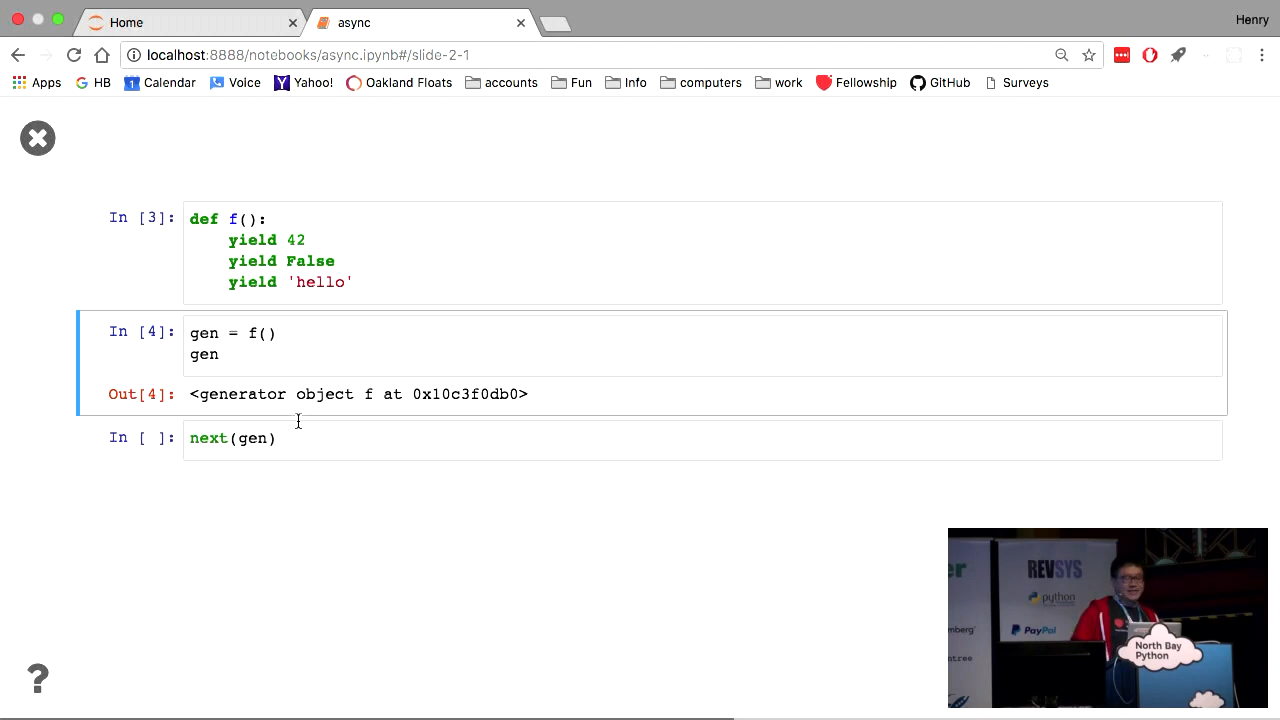 Home
async
Henry
localhost:8888/notebooks/async.ipynb#/slide-2-1
Apps
HB
Calendar
Voice
Yahoo!
Oakland Floats
accounts
Fun
Info
computers
work
Fellowship
GitHub
Surveys
In [3]:
def f():
    yield 42
    yield False
    yield 'hello'
In [4]:
gen = f()
gen
Out[4]:
<generator object f at 0x10c3f0db0>
In [ ]:
next(gen)
REVSYS
python
PayPal
North Bay
Python